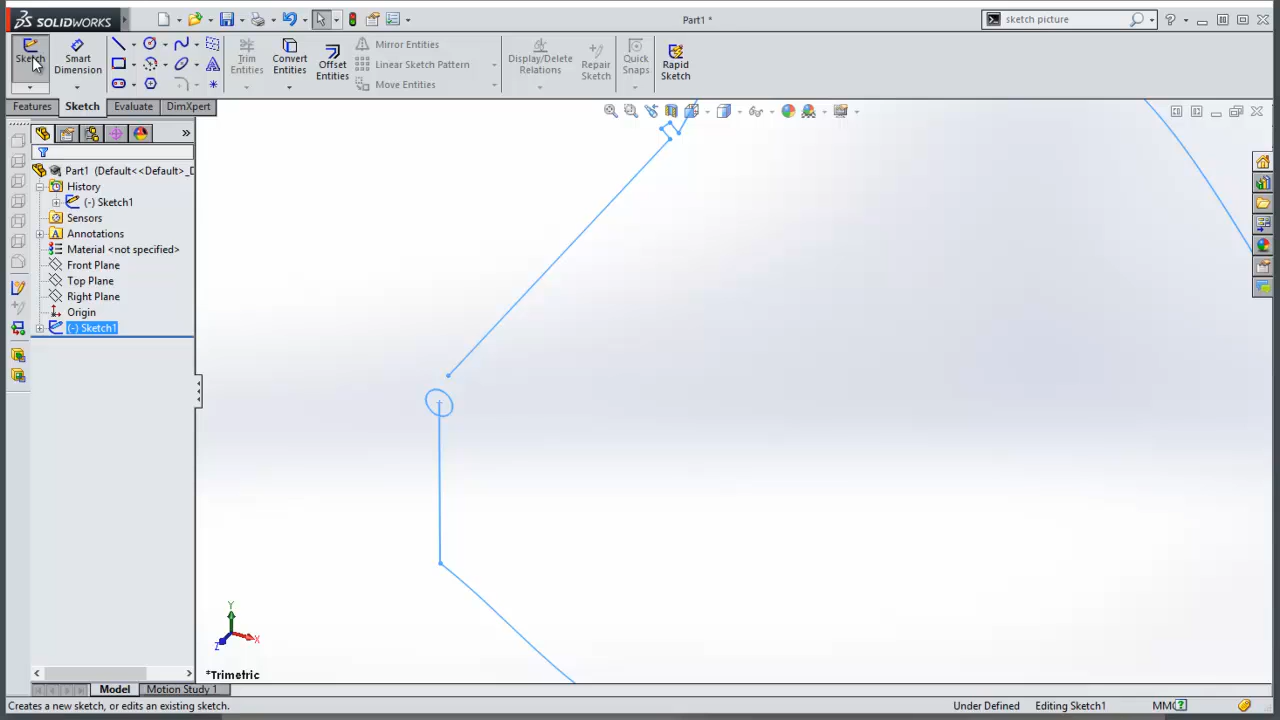 SOLIDWORKS
Part1 *
sketch picture
Sketch
Smart Dimension
Trim Entities
Convert Entities
Offset Entities
Mirror Entities
Linear Sketch Pattern
Move Entities
Display/Delete Relations
Repair Sketch
Quick Snaps
Rapid Sketch
Features
Sketch
Evaluate
DimXpert
Part1 (Default<<Default>_D
History
(-) Sketch1
Sensors
Annotations
Material <not specified>
Front Plane
Top Plane
Right Plane
Origin
(-) Sketch1
Y
X
Z
*Trimetric
Model
Motion Study 1
Creates a new sketch, or edits an existing sketch.
Under Defined
Editing Sketch1